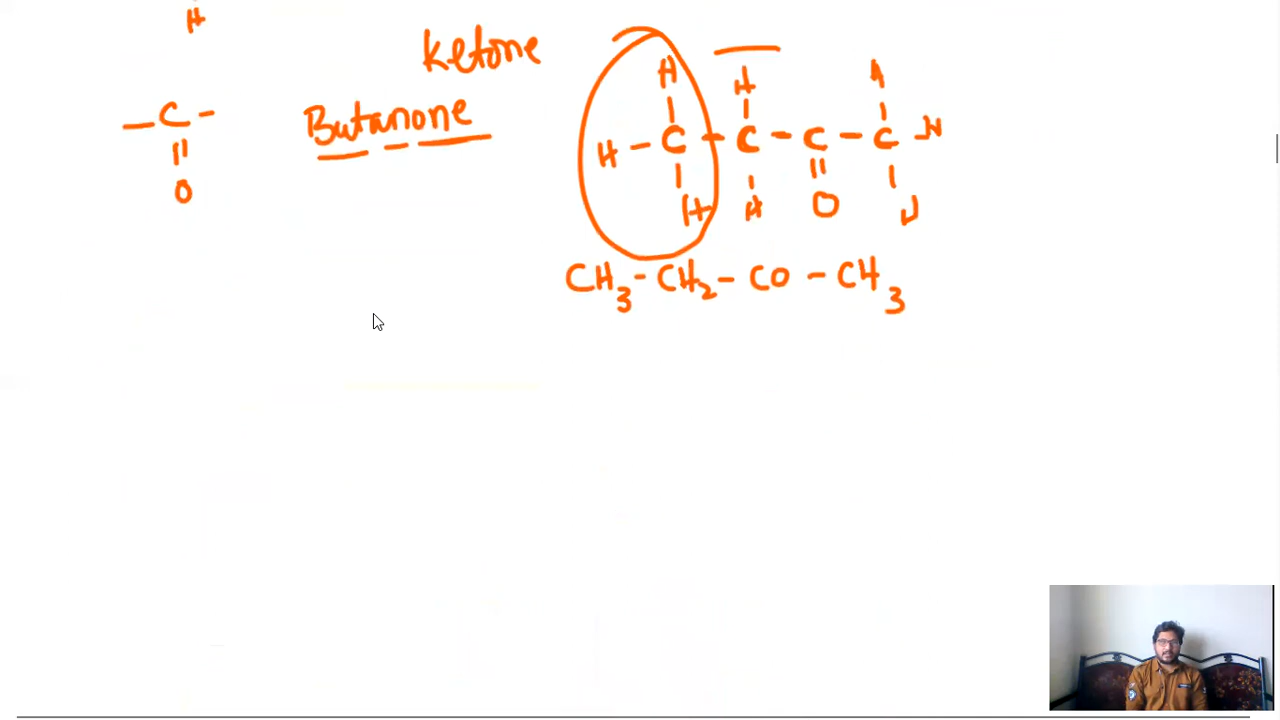 H
Ketone
Butanone
— C —
||
O
H H H
| | |
H — C — C — C — C — H
| | || |
H H O H
CH3 - CH2 - CO - CH3